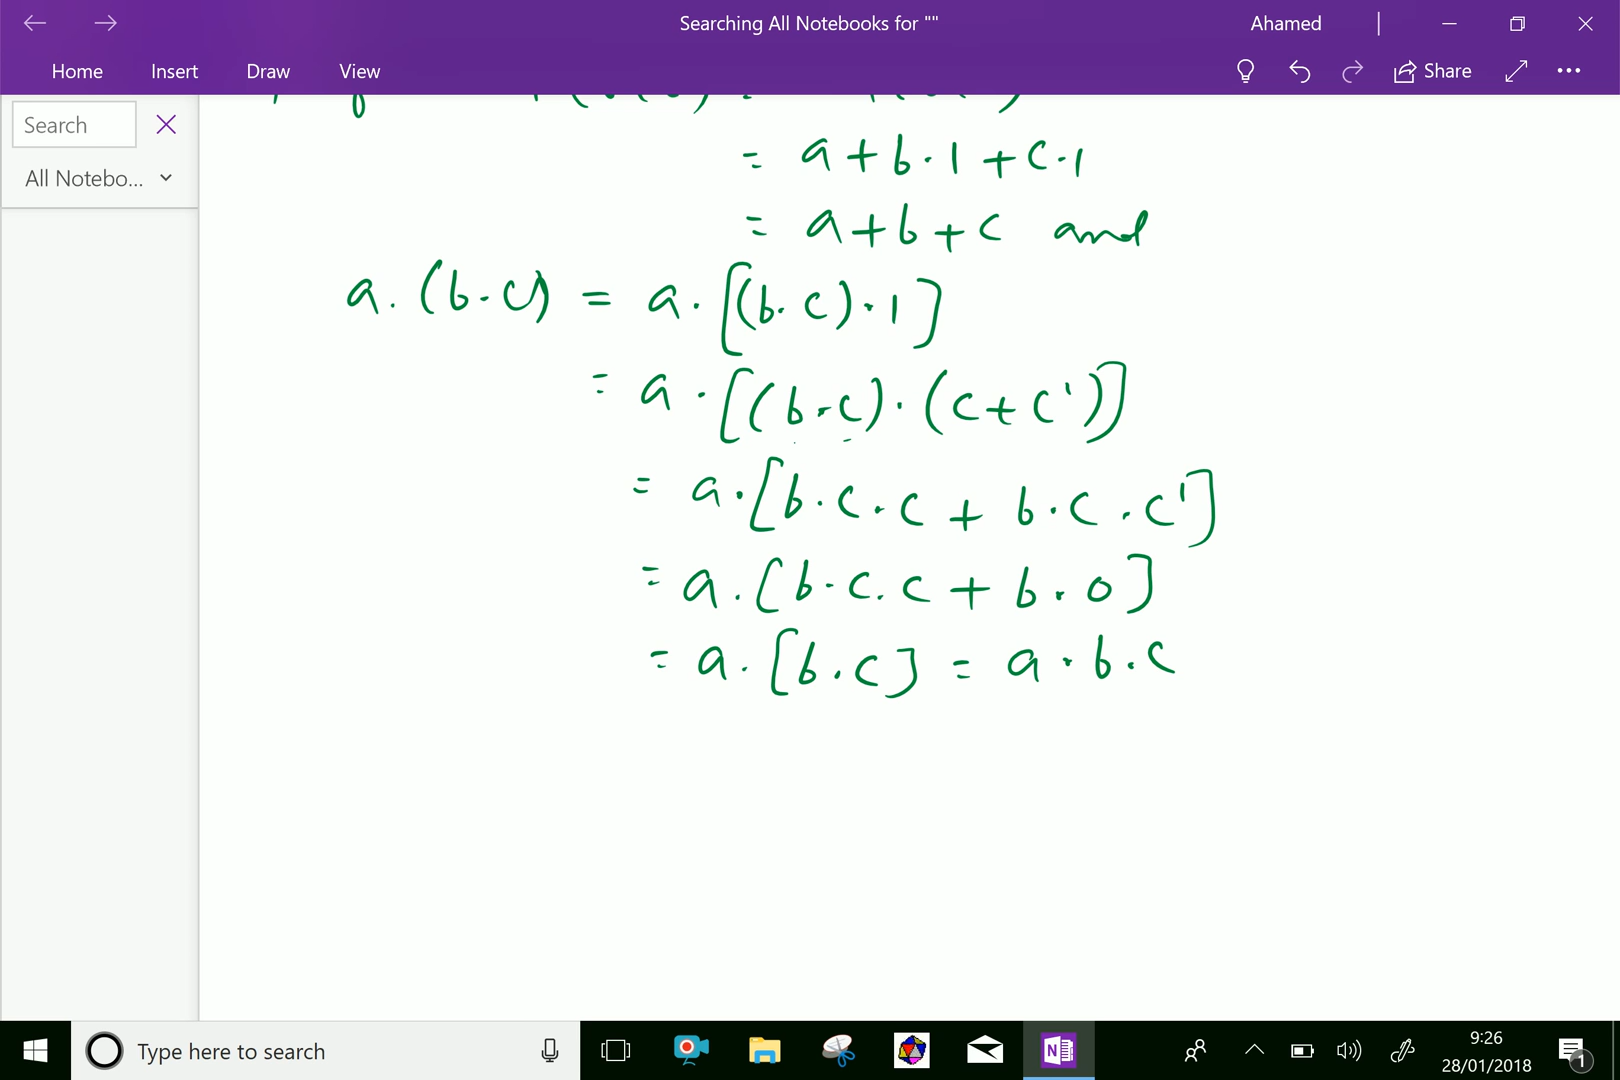 Searching All Notebooks for ""
Ahamed
Home Insert Draw View
Share
Search
All Notebo...
= a+b·1+c·1
= a+b+c and
a.(b·c) = a·[(b·c)·1]
= a·[(b·c)·(c+c')]
= a·[b·c·c + b·c·c']
= a.[b·c.c + b·0]
= a·[b·c] = a·b·c
Type here to search
9:26
28/01/2018
1